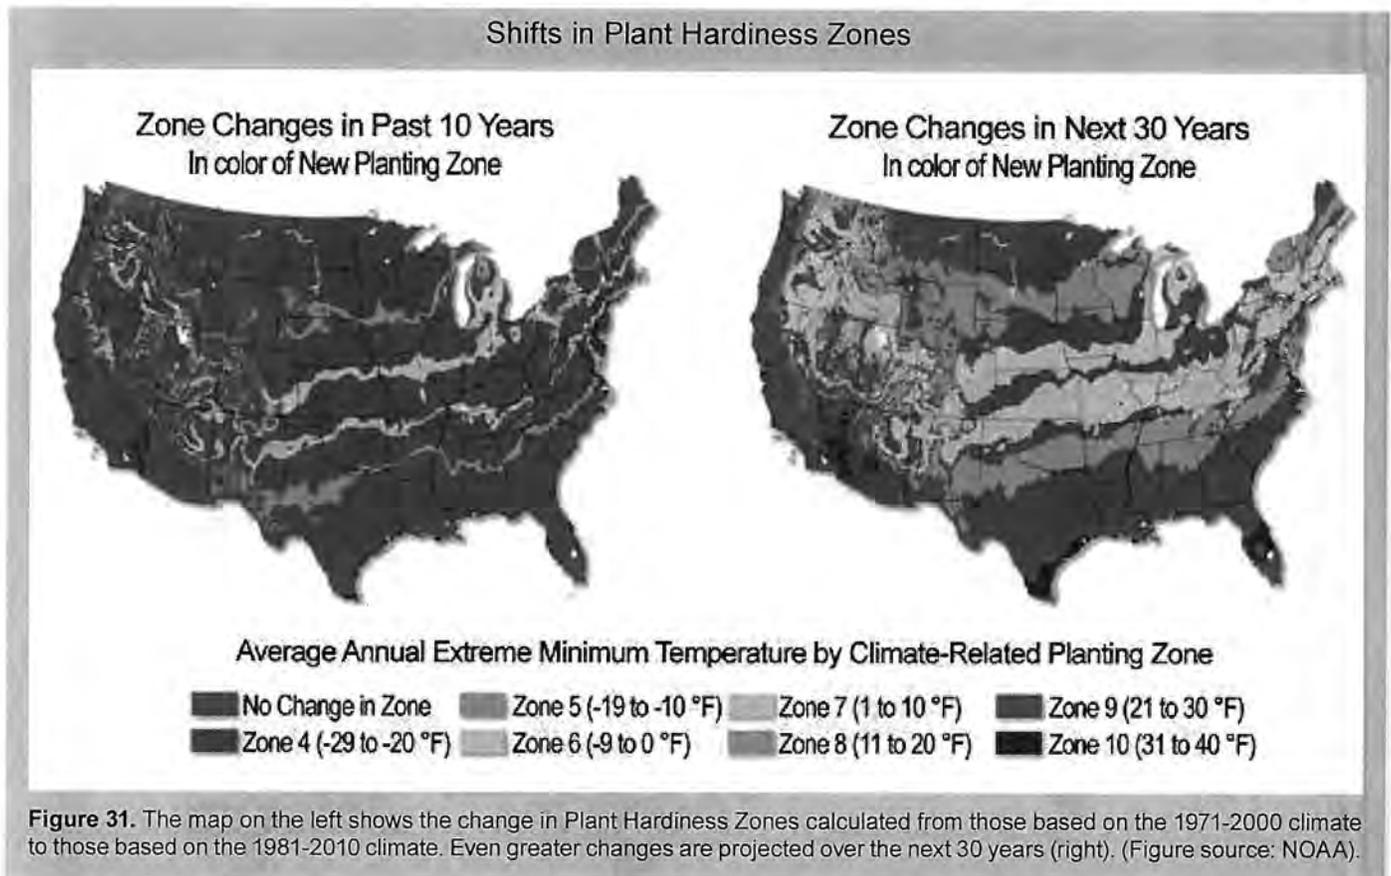 Shifts in Plant Hardiness Zones
Zone Changes in Past 10 Years
In color of New Planting Zone
Zone Changes in Next 30 Years
In color of New Planting Zone
Average Annual Extreme Minimum Temperature by Climate-Related Planting Zone
No Change in Zone
Zone 5 (-19 to -10 °F)
Zone 7 (1 to 10 °F)
Zone 9 (21 to 30 °F)
Zone 4 (-29 to -20 °F)
Zone 6 (-9 to 0 °F)
Zone 8 (11 to 20 °F)
Zone 10 (31 to 40 °F)
Figure 31. The map on the left shows the change in Plant Hardiness Zones calculated from those based on the 1971-2000 climate
to those based on the 1981-2010 climate. Even greater changes are projected over the next 30 years (right). (Figure source: NOAA).